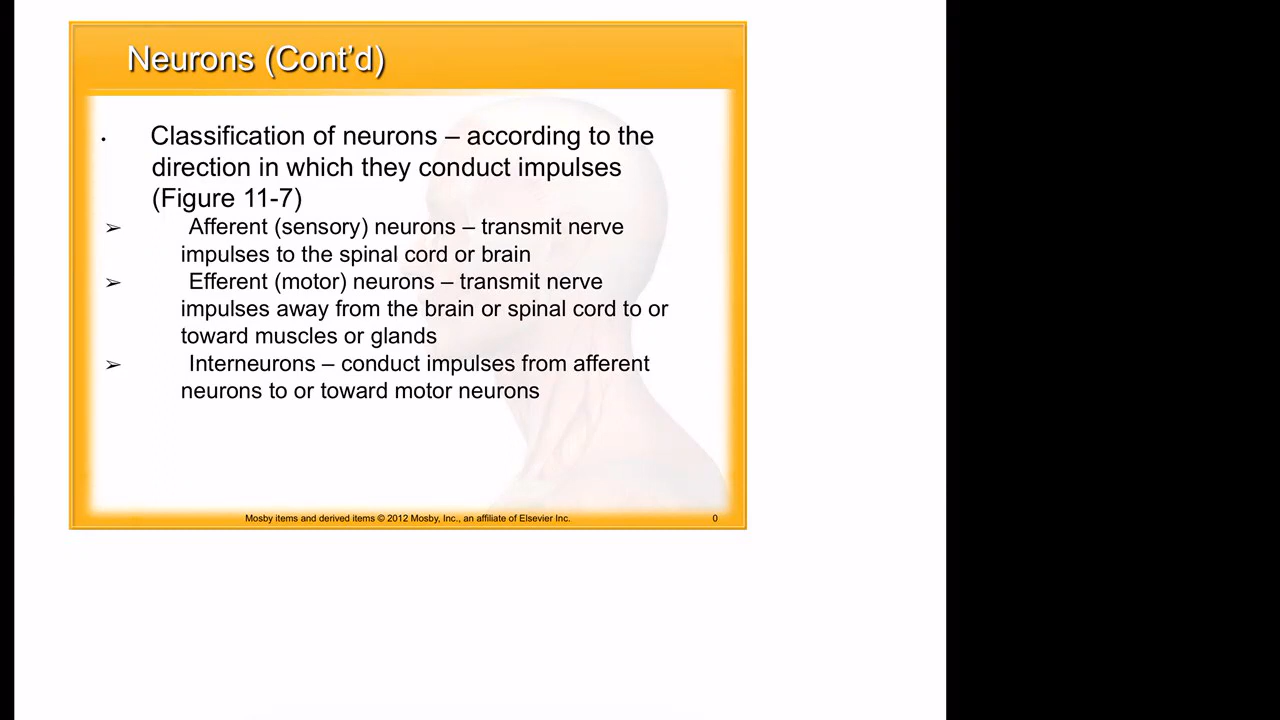 Neurons (Cont’d)
• Classification of neurons – according to the
direction in which they conduct impulses
(Figure 11-7)
➢ Afferent (sensory) neurons – transmit nerve
impulses to the spinal cord or brain
➢ Efferent (motor) neurons – transmit nerve
impulses away from the brain or spinal cord to or
toward muscles or glands
➢ Interneurons – conduct impulses from afferent
neurons to or toward motor neurons
Mosby items and derived items © 2012 Mosby, Inc., an affiliate of Elsevier Inc. 0